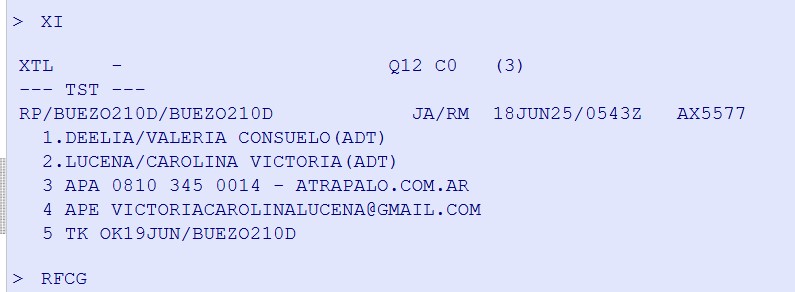 > XI
XTL - Q12 C0 (3)
--- TST ---
RP/BUEZO210D/BUEZO210D JA/RM 18JUN25/0543Z AX5577
1.DEELIA/VALERIA CONSUELO(ADT)
2.LUCENA/CAROLINA VICTORIA(ADT)
3 APA 0810 345 0014 - ATRAPALO.COM.AR
4 APE VICTORIACAROLINALUCENA@GMAIL.COM
5 TK OK19JUN/BUEZO210D
> RFCG